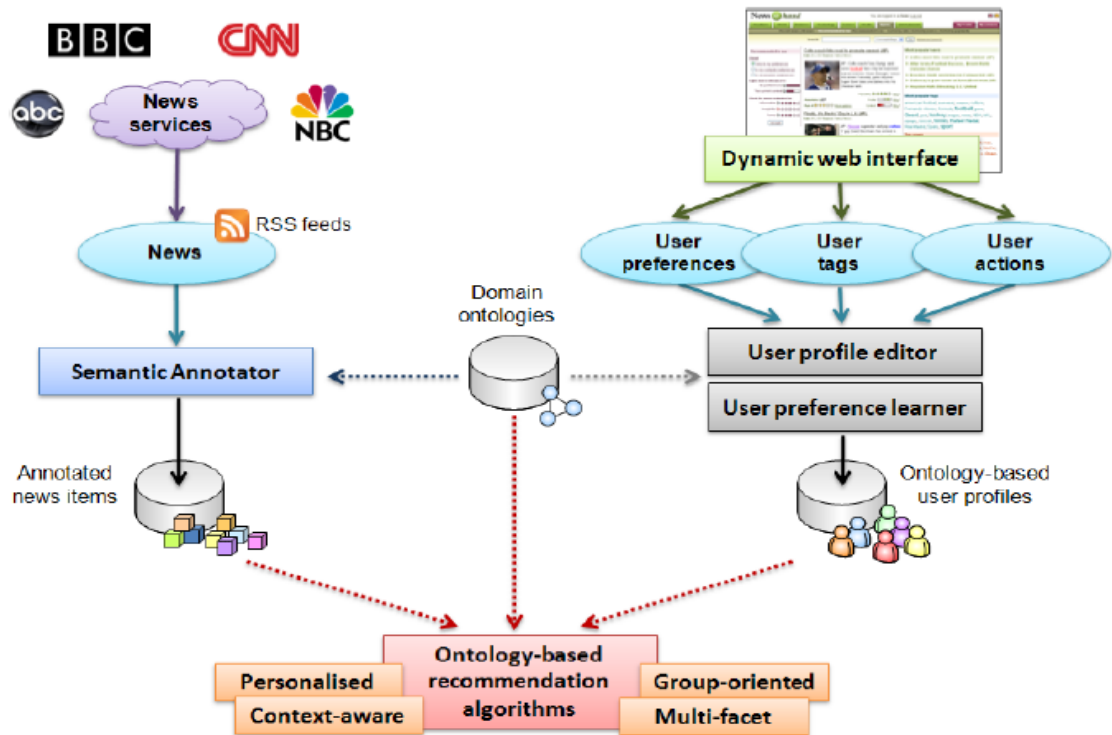 BBC
CNN
abc
News
services
NBC
News
RSS feeds
Semantic Annotator
Annotated
news items
Domain
ontologies
Dynamic web interface
User
preferences
User
tags
User
actions
User profile editor
User preference learner
Ontology-based
user profiles
Ontology-based
recommendation
algorithms
Personalised
Context-aware
Group-oriented
Multi-facet